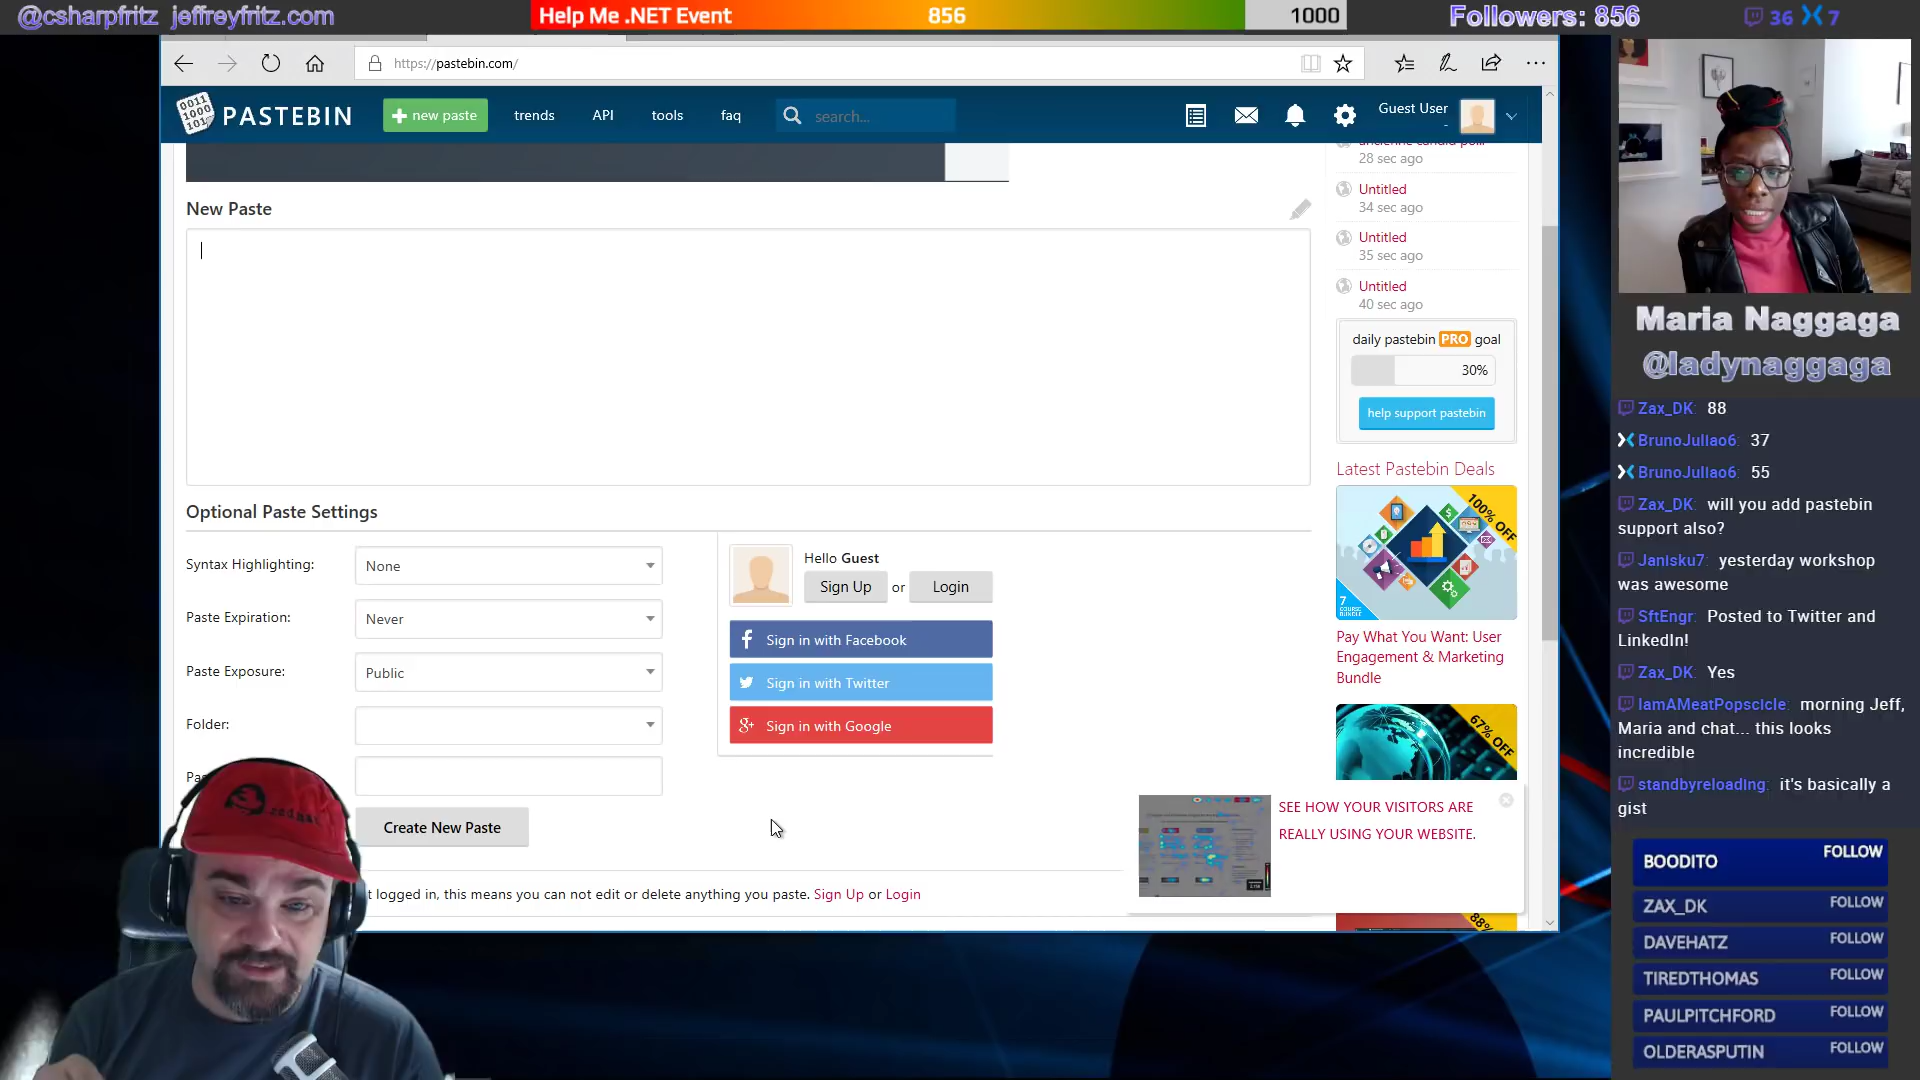 @csharpfritz jeffreyfritz.com
Help Me .NET Event 856 1000
Followers: 856
36 7
https://pastebin.com/
PASTEBIN
new paste
trends
API
tools
faq
search...
Guest User
28 sec ago
Untitled
34 sec ago
Untitled
35 sec ago
Untitled
40 sec ago
New Paste
daily pastebin PRO goal
30%
help support pastebin
Latest Pastebin Deals
100% OFF
7 COURSE BUNDLE
Pay What You Want: User
Engagement & Marketing
Bundle
67% OFF
88%
Optional Paste Settings
Syntax Highlighting: None
Paste Expiration: Never
Paste Exposure: Public
Folder:
Create New Paste
Hello Guest
Sign Up or Login
Sign in with Facebook
Sign in with Twitter
Sign in with Google
SEE HOW YOUR VISITORS ARE
REALLY USING YOUR WEBSITE.
logged in, this means you can not edit or delete anything you paste. Sign Up or Login
Maria Naggaga
@ladynaggaga
Zax_DK: 88
BrunoJuliao6: 37
BrunoJuliao6: 55
Zax_DK: will you add pastebin
support also?
Janisku7: yesterday workshop
was awesome
SftEngr: Posted to Twitter and
LinkedIn!
Zax_DK: Yes
IamAMeatPopsicle: morning Jeff,
Maria and chat... this looks
incredible
standbyreloading: it's basically a
gist
BOODITO FOLLOW
ZAX_DK FOLLOW
DAVEHATZ FOLLOW
TIREDTHOMAS FOLLOW
PAULPITCHFORD FOLLOW
OLDERASPUTIN FOLLOW